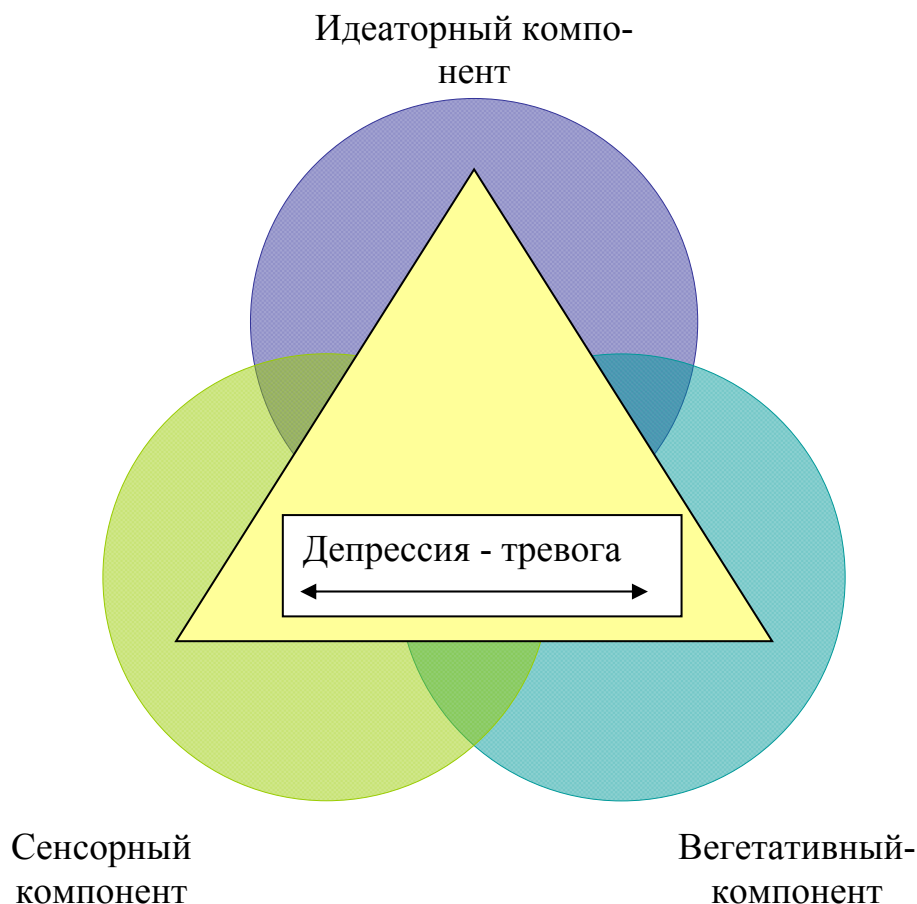 Идеаторный компо-
нент
Депрессия - тревога
Сенсорный
компонент
Вегетативный-
компонент